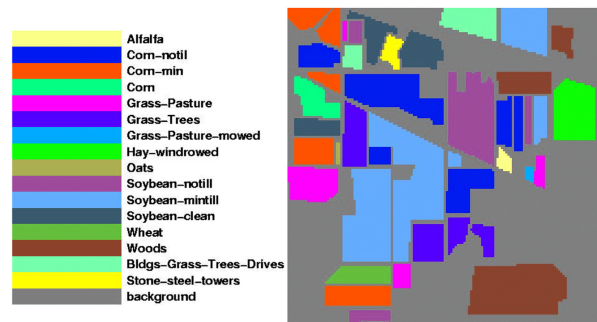 Alfalfa
Corn-notil
Corn-min
Corn
Grass-Pasture
Grass-Trees
Grass-Pasture-mowed
Hay-windrowed
Oats
Soybean-notill
Soybean-mintill
Soybean-clean
Wheat
Woods
Bldgs-Grass-Trees-Drives
Stone-steel-towers
background